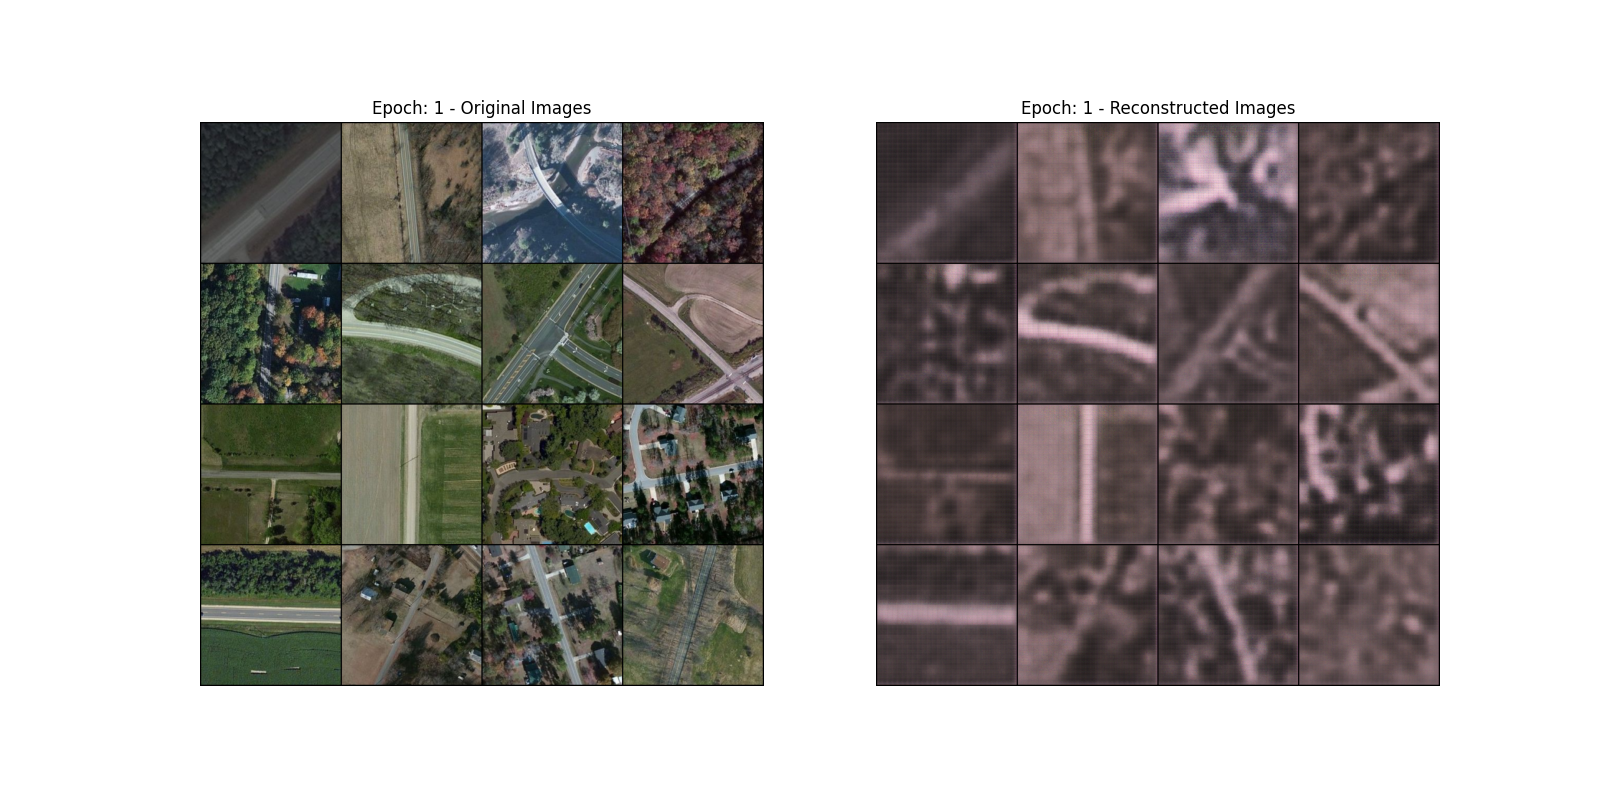 Epoch: 1 - Original Images
Epoch: 1 - Reconstructed Images